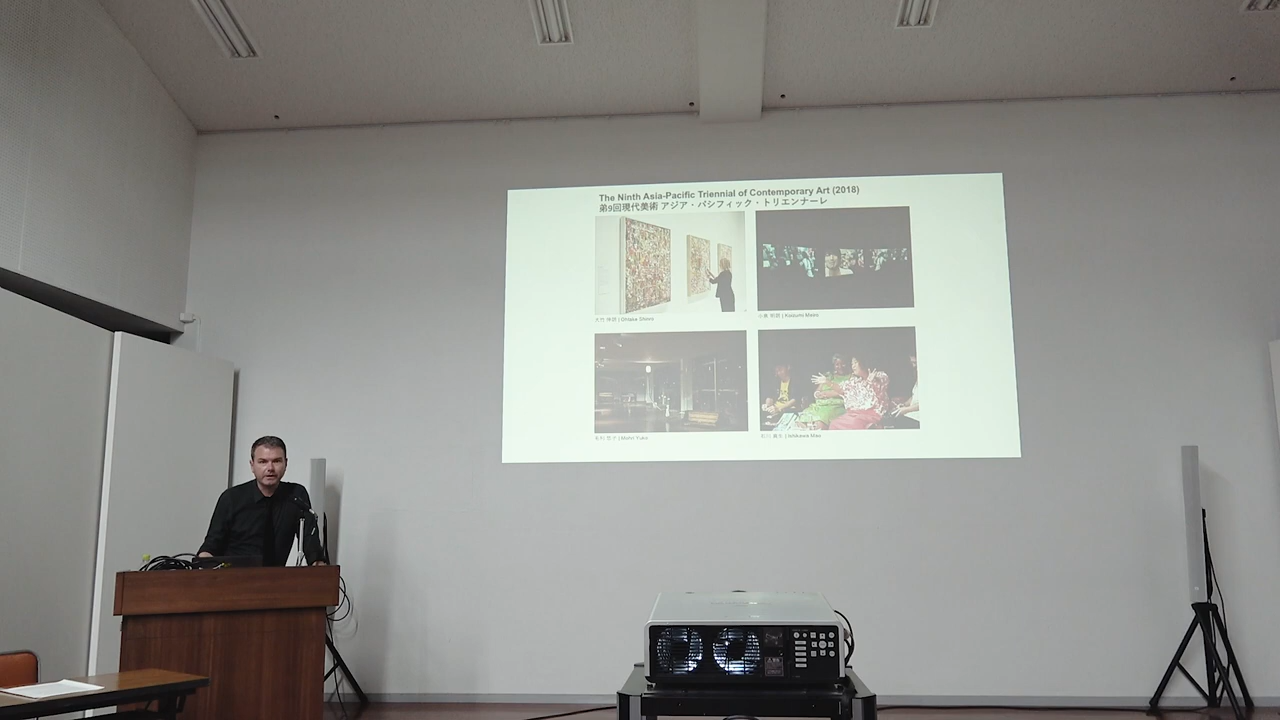 The Ninth Asia-Pacific Triennial of Contemporary Art (2018)
第9回現代美術 アジア・パシフィック・トリエンナーレ
| Ohtake Shinro
| Koizumi Meiro
| Mohri Yuko
| Ishikawa Mao